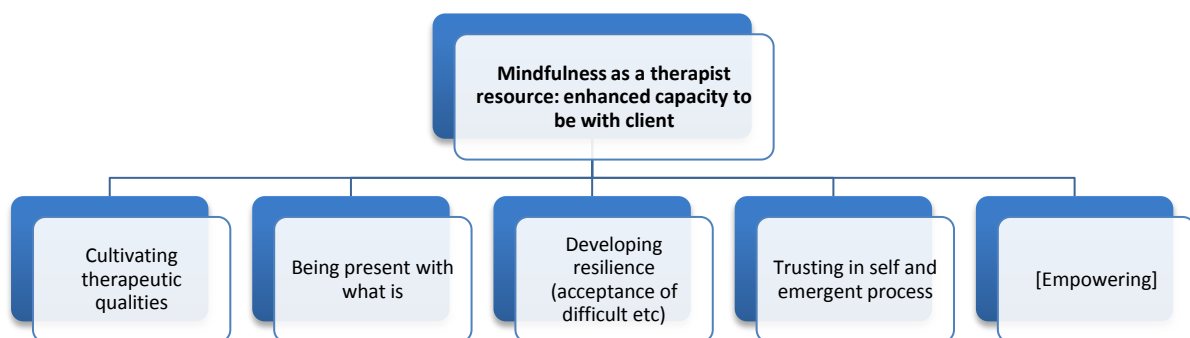 Mindfulness as a therapist
resource: enhanced capacity to
be with client
Cultivating
therapeutic
qualities
Being present with
what is
Developing
resilience
(acceptance of
difficult etc)
Trusting in self and
emergent process
[Empowering]